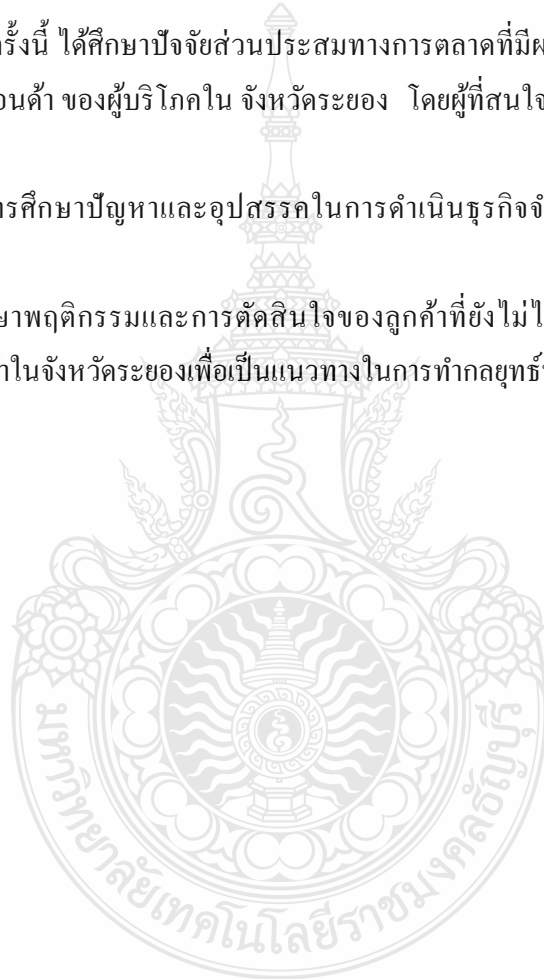 รั้งนี้ ได้ศึกษาปัจจัยส่วนประสมทางการตลาดที่มีผ
อนด้า ของผู้บริโภคใน จังหวัดระยอง โดยผู้ที่สนใจ
ารศึกษาปัญหาและอุปสรรคในการดำเนินธุรกิจจำ
ษาพฤติกรรมและการตัดสินใจของลูกค้าที่ยังไม่ไ
าในจังหวัดระยองเพื่อเป็นแนวทางในการทำกลยุทธ์
มหาวิทยาลัยเทคโนโลยีราชมงคลธัญบุรี